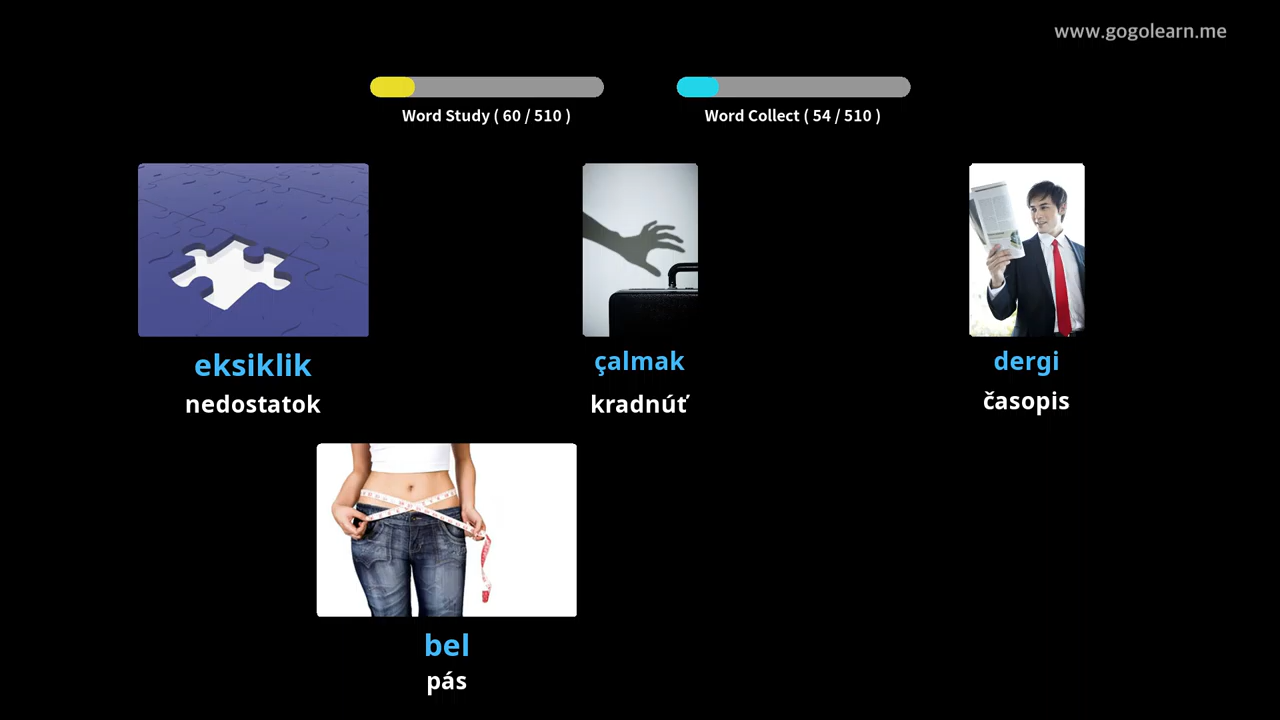 www.gogolearn.me
Word Study ( 60 / 510 )
Word Collect ( 54 / 510 )
eksiklik
nedostatok
çalmak
kradnúť
dergi
časopis
bel
pás